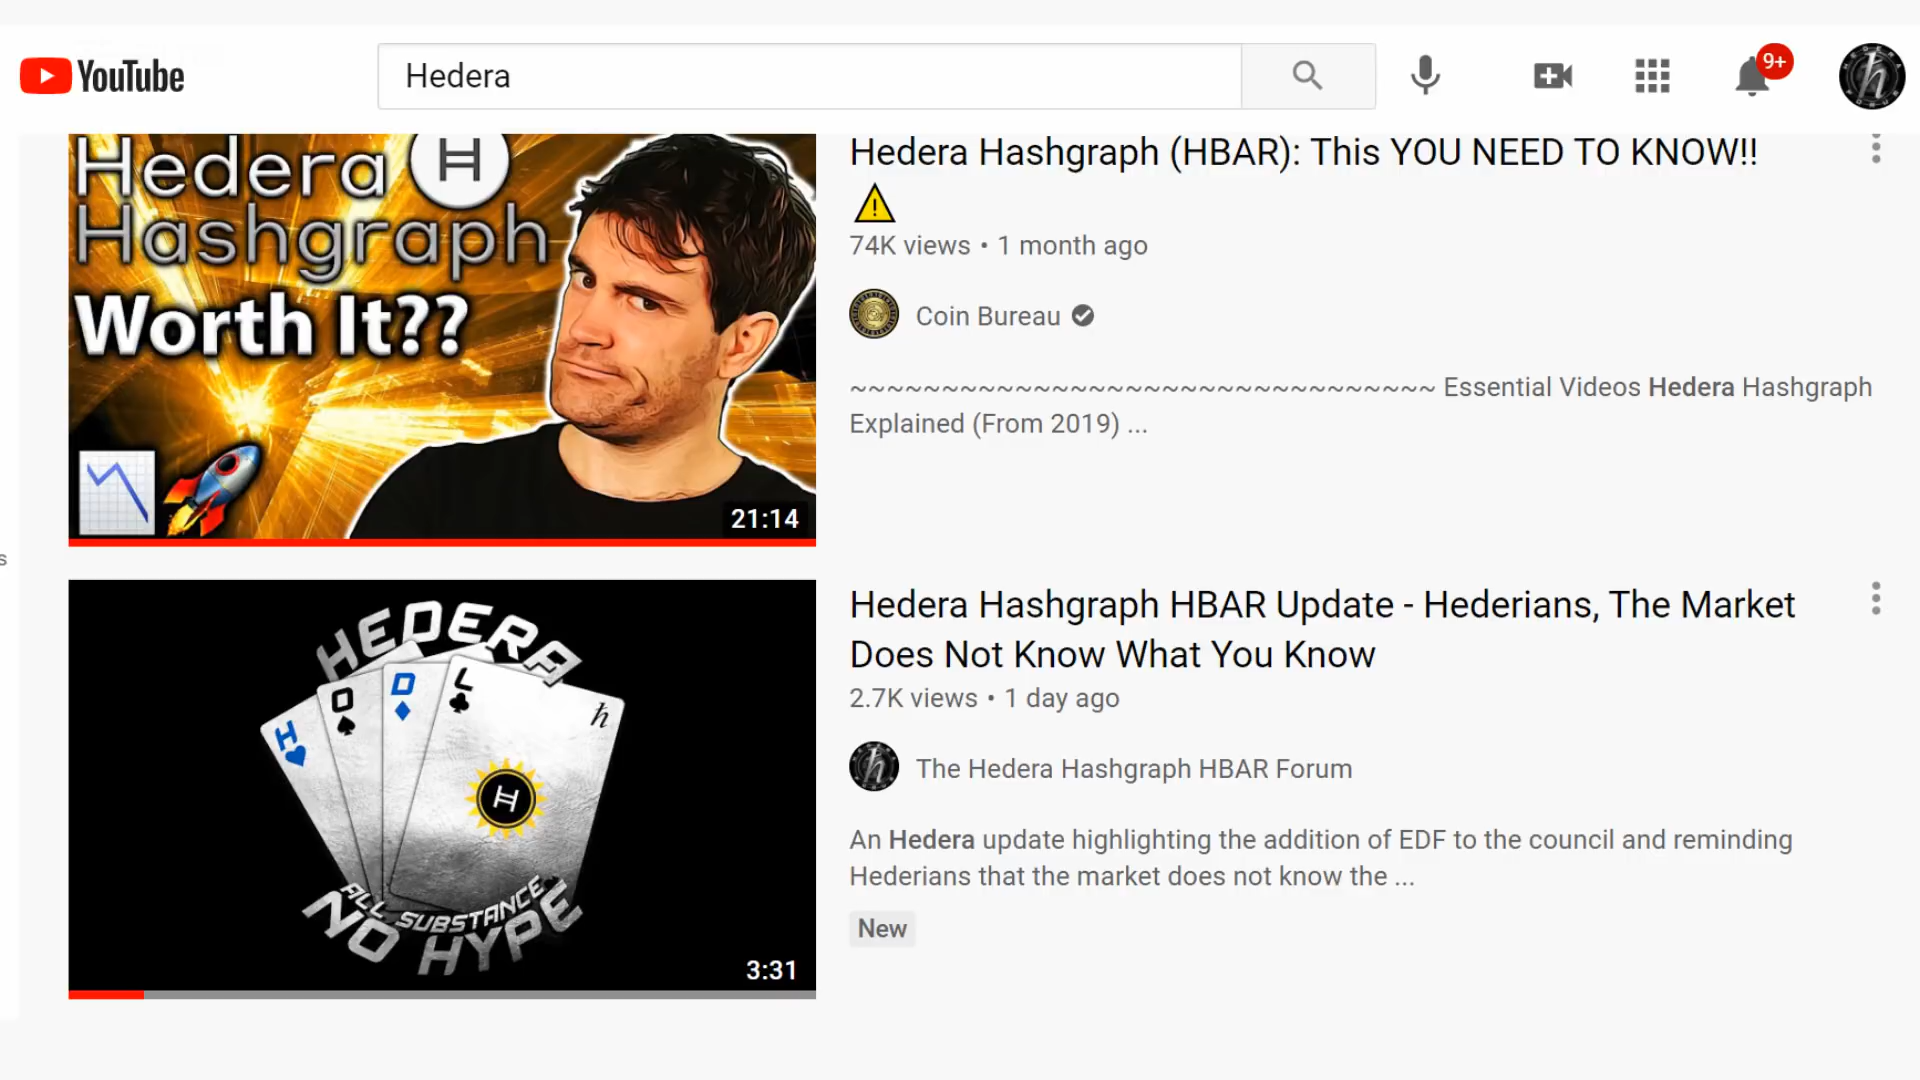 YouTube
Hedera
9+
Hedera
Hashgraph
Worth It??
21:14
Hedera Hashgraph (HBAR): This YOU NEED TO KNOW!!
⚠
74K views • 1 month ago
Coin Bureau
~~~~~~~~~~~~~~~~~~~~~~~~~~~~~~~~ Essential Videos Hedera Hashgraph
Explained (From 2019) ...
s
HEDERA
H
O
D
L
ℏ
ALL SUBSTANCE
NO HYPE
3:31
Hedera Hashgraph HBAR Update - Hederians, The Market
Does Not Know What You Know
2.7K views • 1 day ago
The Hedera Hashgraph HBAR Forum
An Hedera update highlighting the addition of EDF to the council and reminding
Hederians that the market does not know the ...
New